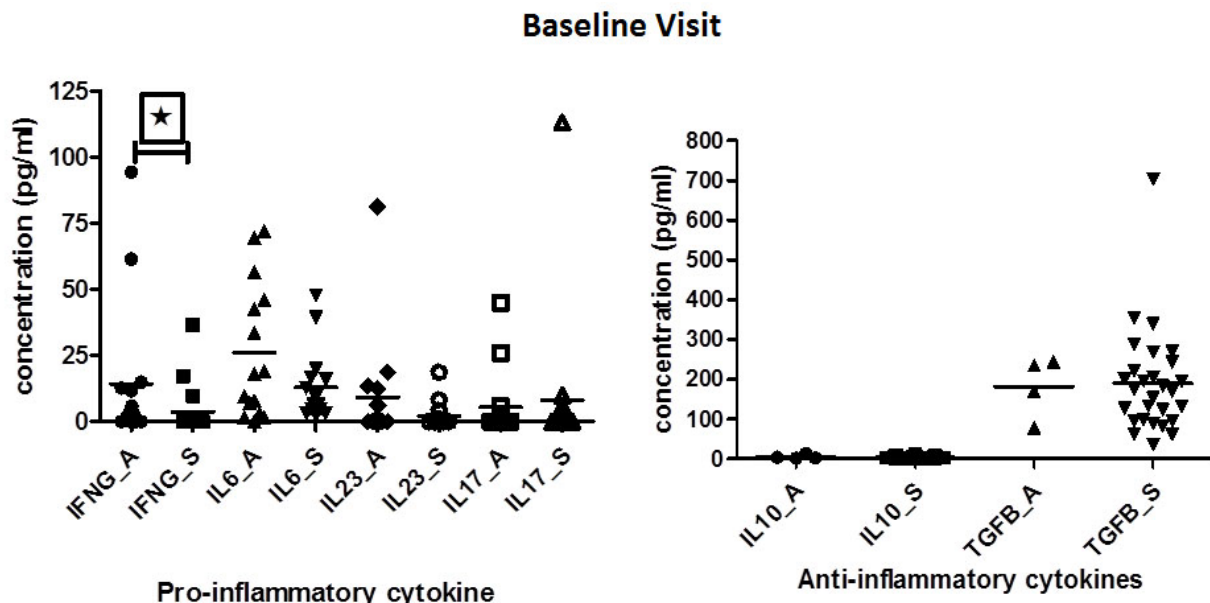 Baseline Visit
concentration (pg/ml)
125
100
75
50
25
0
★
IFNG_A
IFNG_S
IL6_A
IL6_S
IL23_A
IL23_S
IL17_A
IL17_S
Pro-inflammatory cytokine
concentration (pg/ml)
800
700
600
500
400
300
200
100
0
IL10_A
IL10_S
TGFB_A
TGFB_S
Anti-inflammatory cytokines